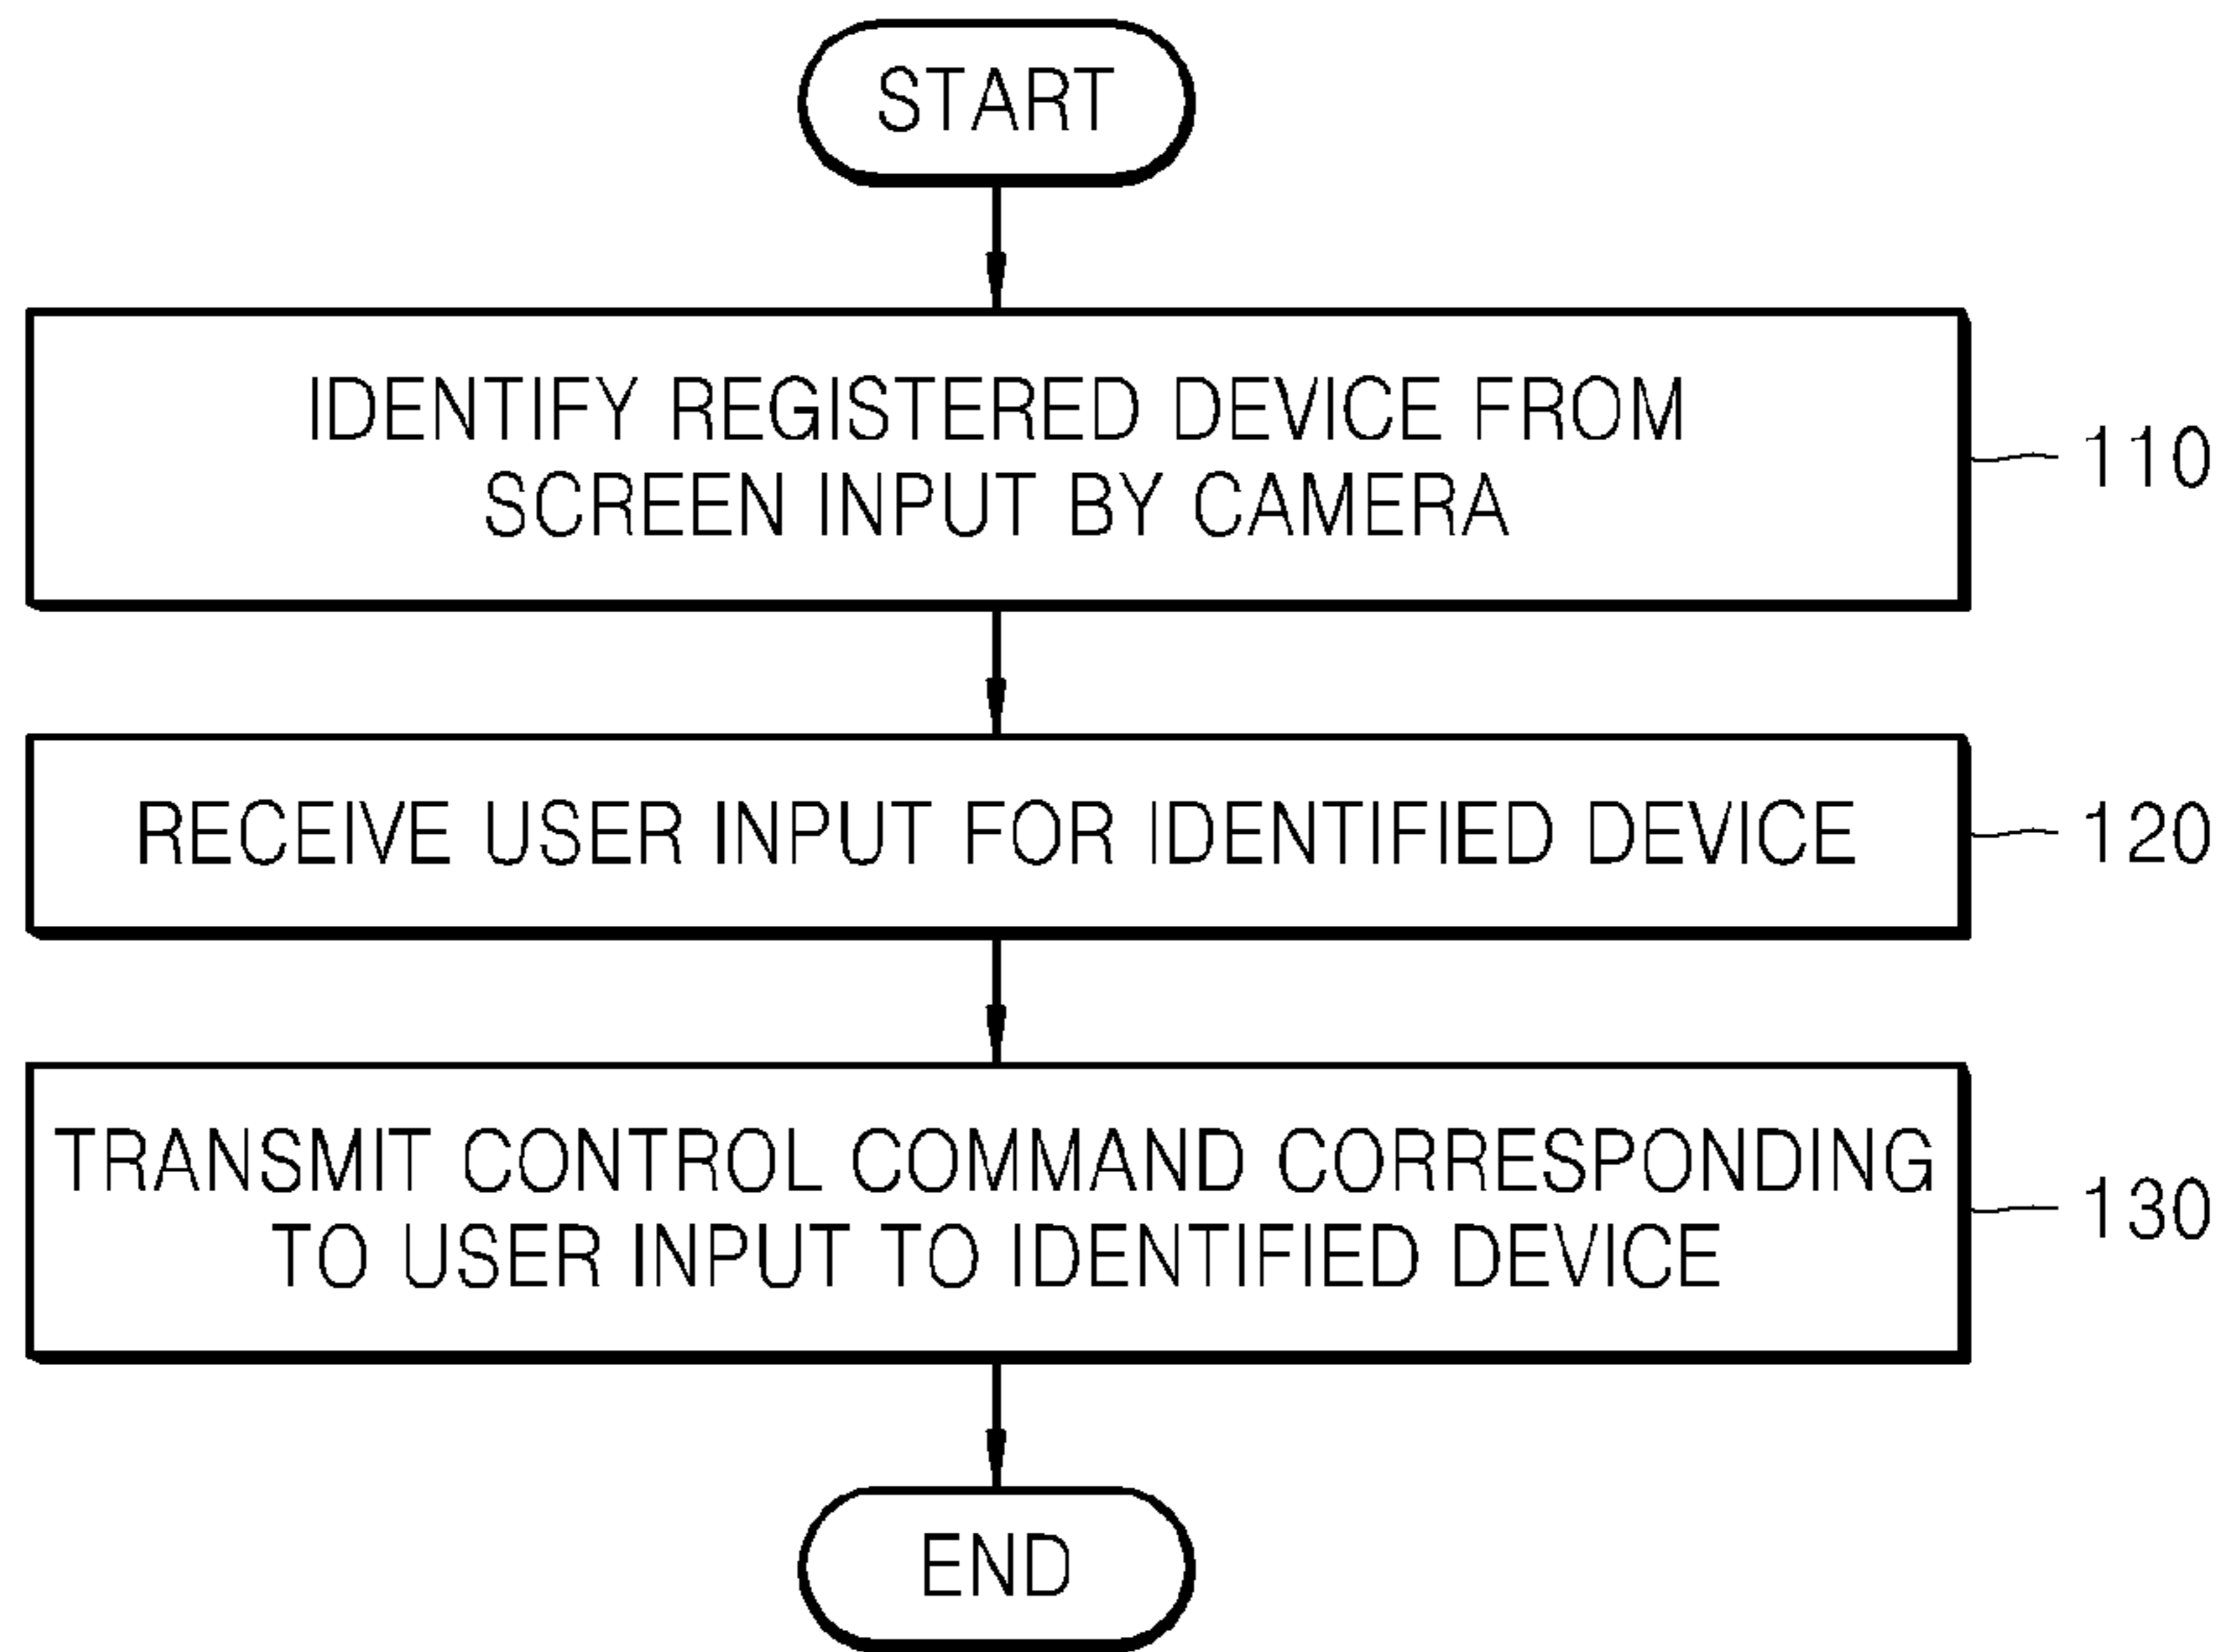 START
IDENTIFY REGISTERED DEVICE FROM
SCREEN INPUT BY CAMERA
110
RECEIVE USER INPUT FOR IDENTIFIED DEVICE
120
TRANSMIT CONTROL COMMAND CORRESPONDING
TO USER INPUT TO IDENTIFIED DEVICE
130
END